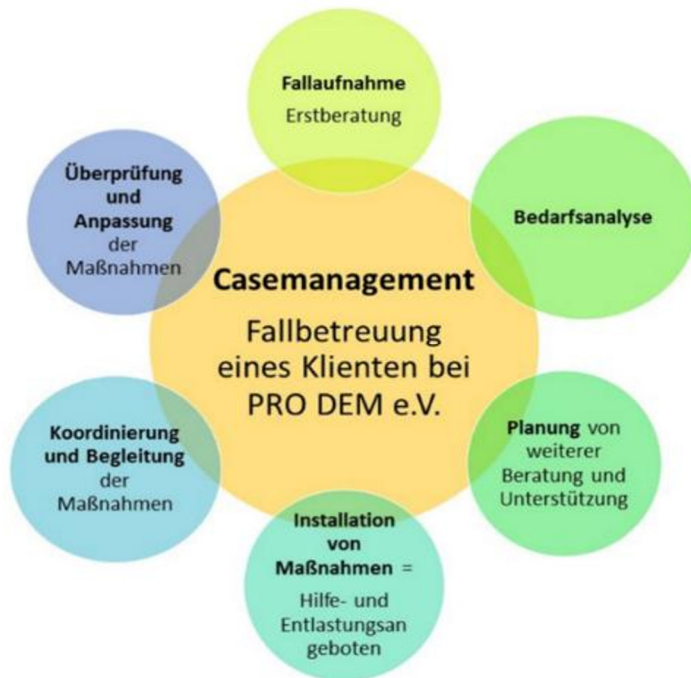 Fallaufnahme
Erstberatung
Bedarfsanalyse
Planung von
weiterer
Beratung und
Unterstützung
Installation
von
Maßnahmen =
Hilfe- und
Entlastungsan
geboten
Koordinierung
und Begleitung
der
Maßnahmen
Überprüfung
und
Anpassung
der
Maßnahmen
Casemanagement
Fallbetreuung
eines Klienten bei
PRO DEM e.V.